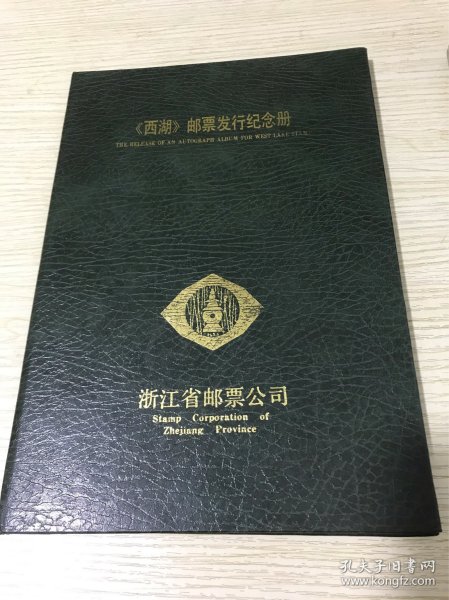 《西湖》邮票发行纪念册
THE RELEASE OF AN AUTOGRAPH ALBUM FOR WEST LAKE STAM
浙江省邮票公司
Stamp Corporation of
Zhejiang Province
孔夫子旧书网
www.kongfz.com